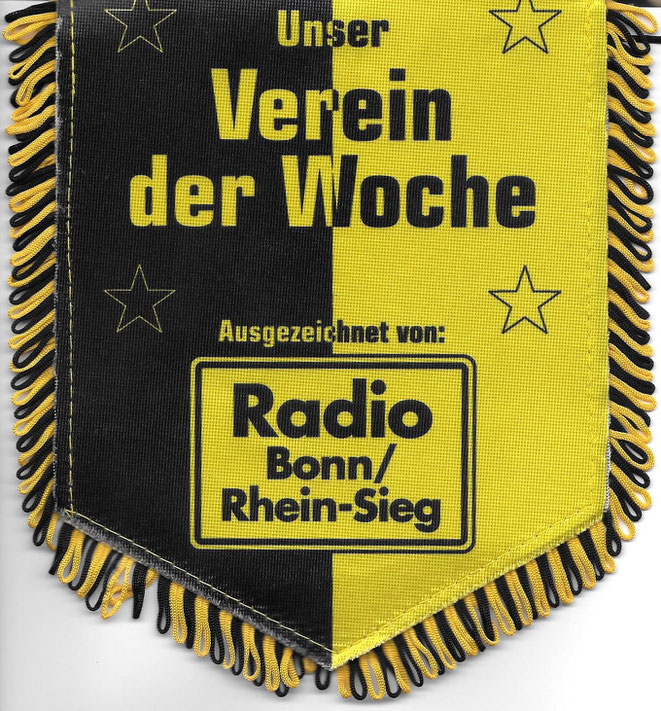 Unser
Verein
der Woche
Ausgezeichnet von:
Radio
Bonn/
Rhein-Sieg